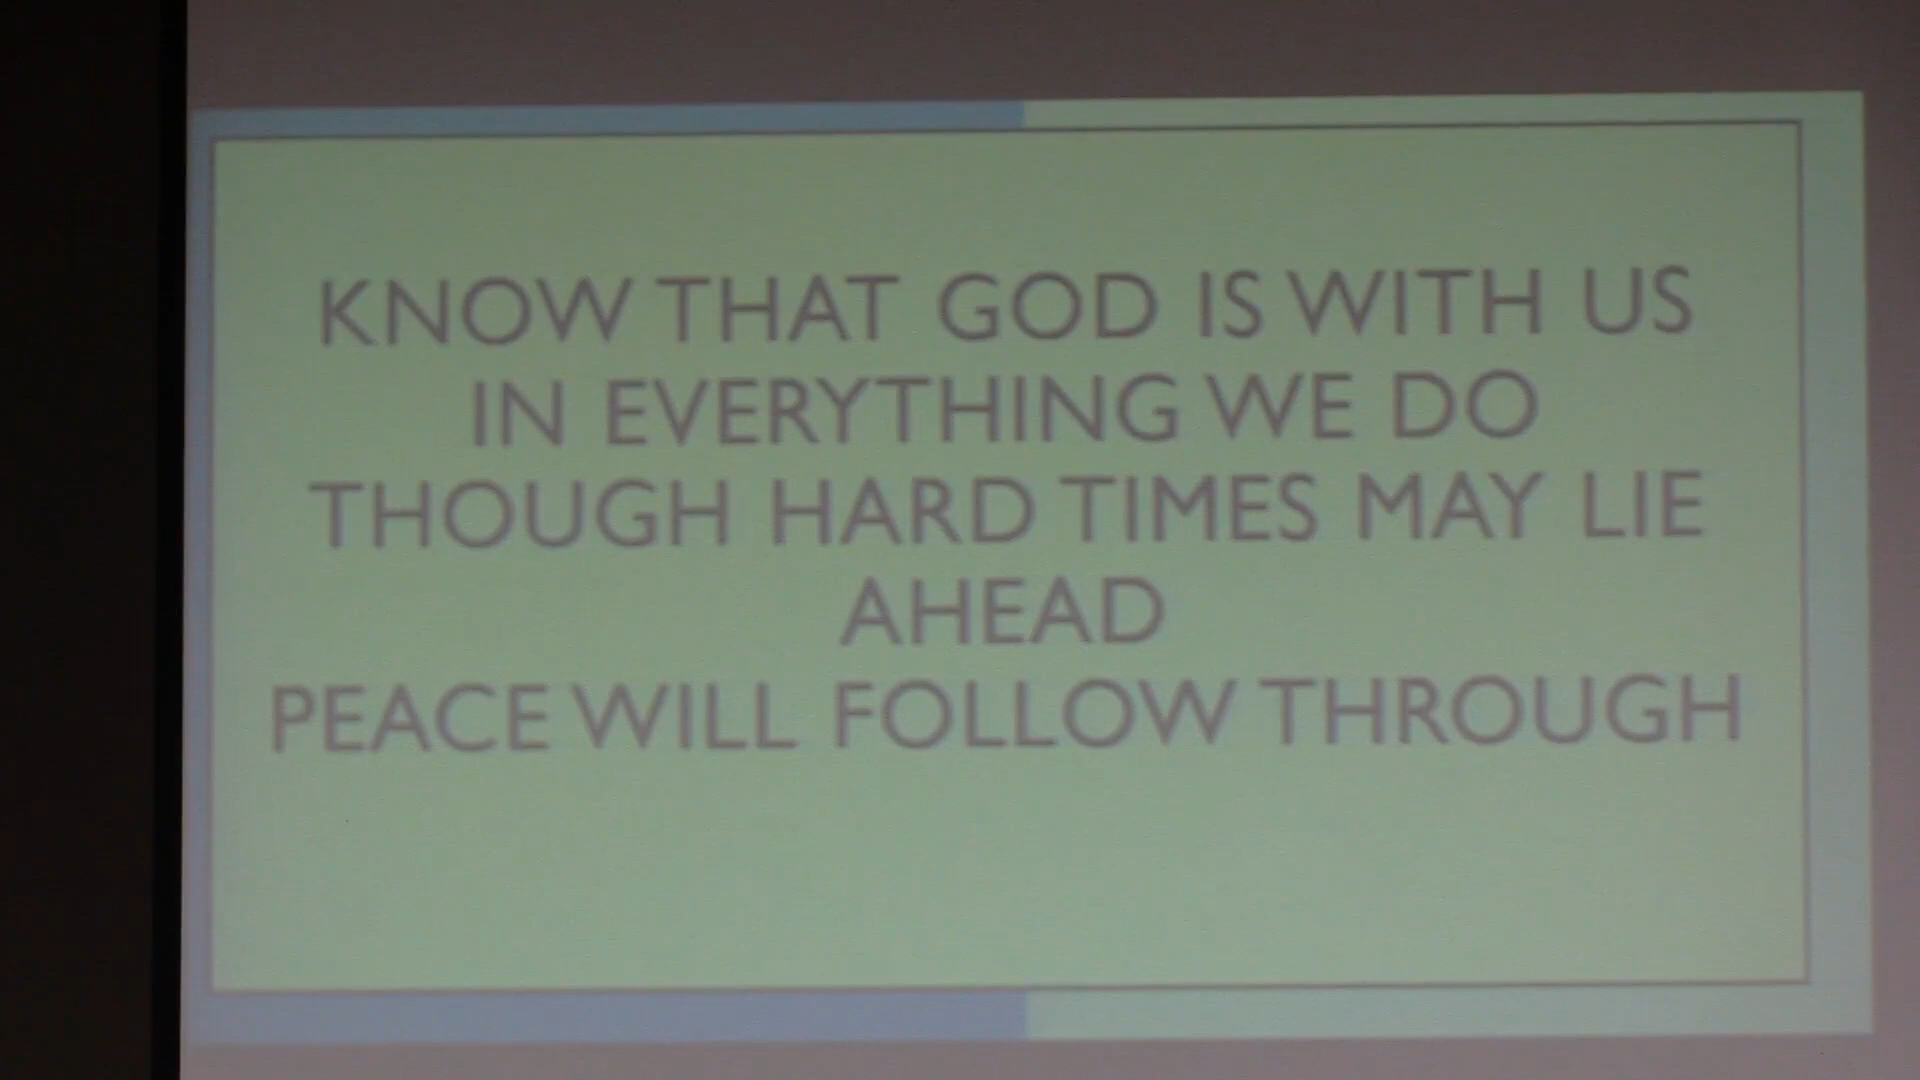 KNOW THAT GOD IS WITH US
IN EVERYTHING WE DO
THOUGH HARD TIMES MAY LIE
AHEAD
PEACE WILL FOLLOW THROUGH